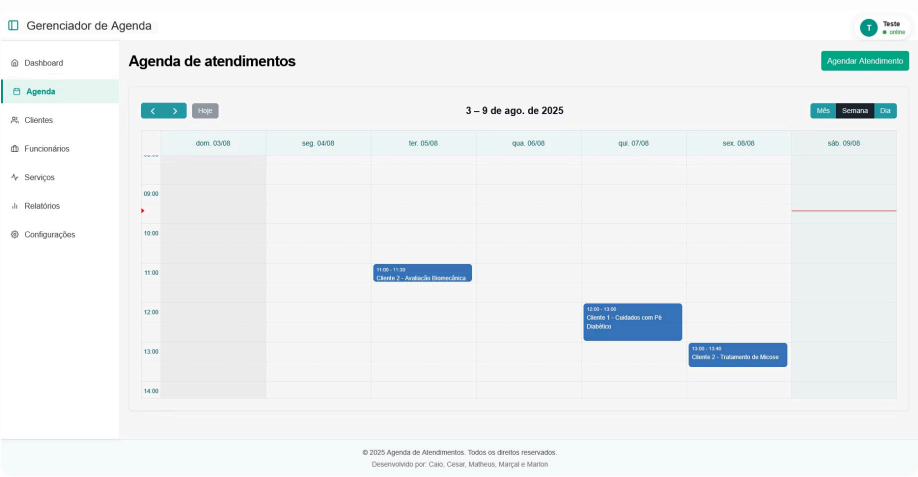 Gerenciador de Agenda
T
Teste
online
Dashboard
Agenda
Clientes
Funcionários
Serviços
Relatórios
Configurações
Agenda de atendimentos
Agendar Atendimento
Hoje
3 – 9 de ago. de 2025
Mês Semana Dia
dom. 03/08 seg. 04/08 ter. 05/08 qua. 06/08 qui. 07/08 sex. 08/08 sáb. 09/08
09:00
10:00
11:00
11:00 - 11:30
Cliente 2 - Avaliação Biomecânica
12:00
12:00 - 13:00
Cliente 1 - Cuidados com Pé
Diabético
13:00
13:00 - 13:40
Cliente 2 - Tratamento de Micose
14:00
© 2025 Agenda de Atendimentos. Todos os direitos reservados.
Desenvolvido por: Caio, Cesar, Matheus, Marçal e Marlon